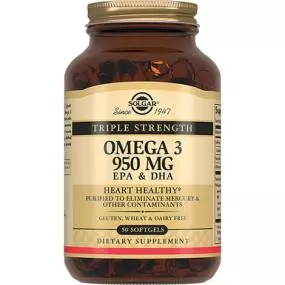 SOLGAR
Since 1947
TRIPLE STRENGTH
OMEGA 3
950 MG
EPA & DHA
HEART HEALTHY◊
PURIFIED TO ELIMINATE MERCURY &
OTHER CONTAMINANTS
GLUTEN, WHEAT & DAIRY FREE
50 SOFTGELS
DIETARY SUPPLEMENT